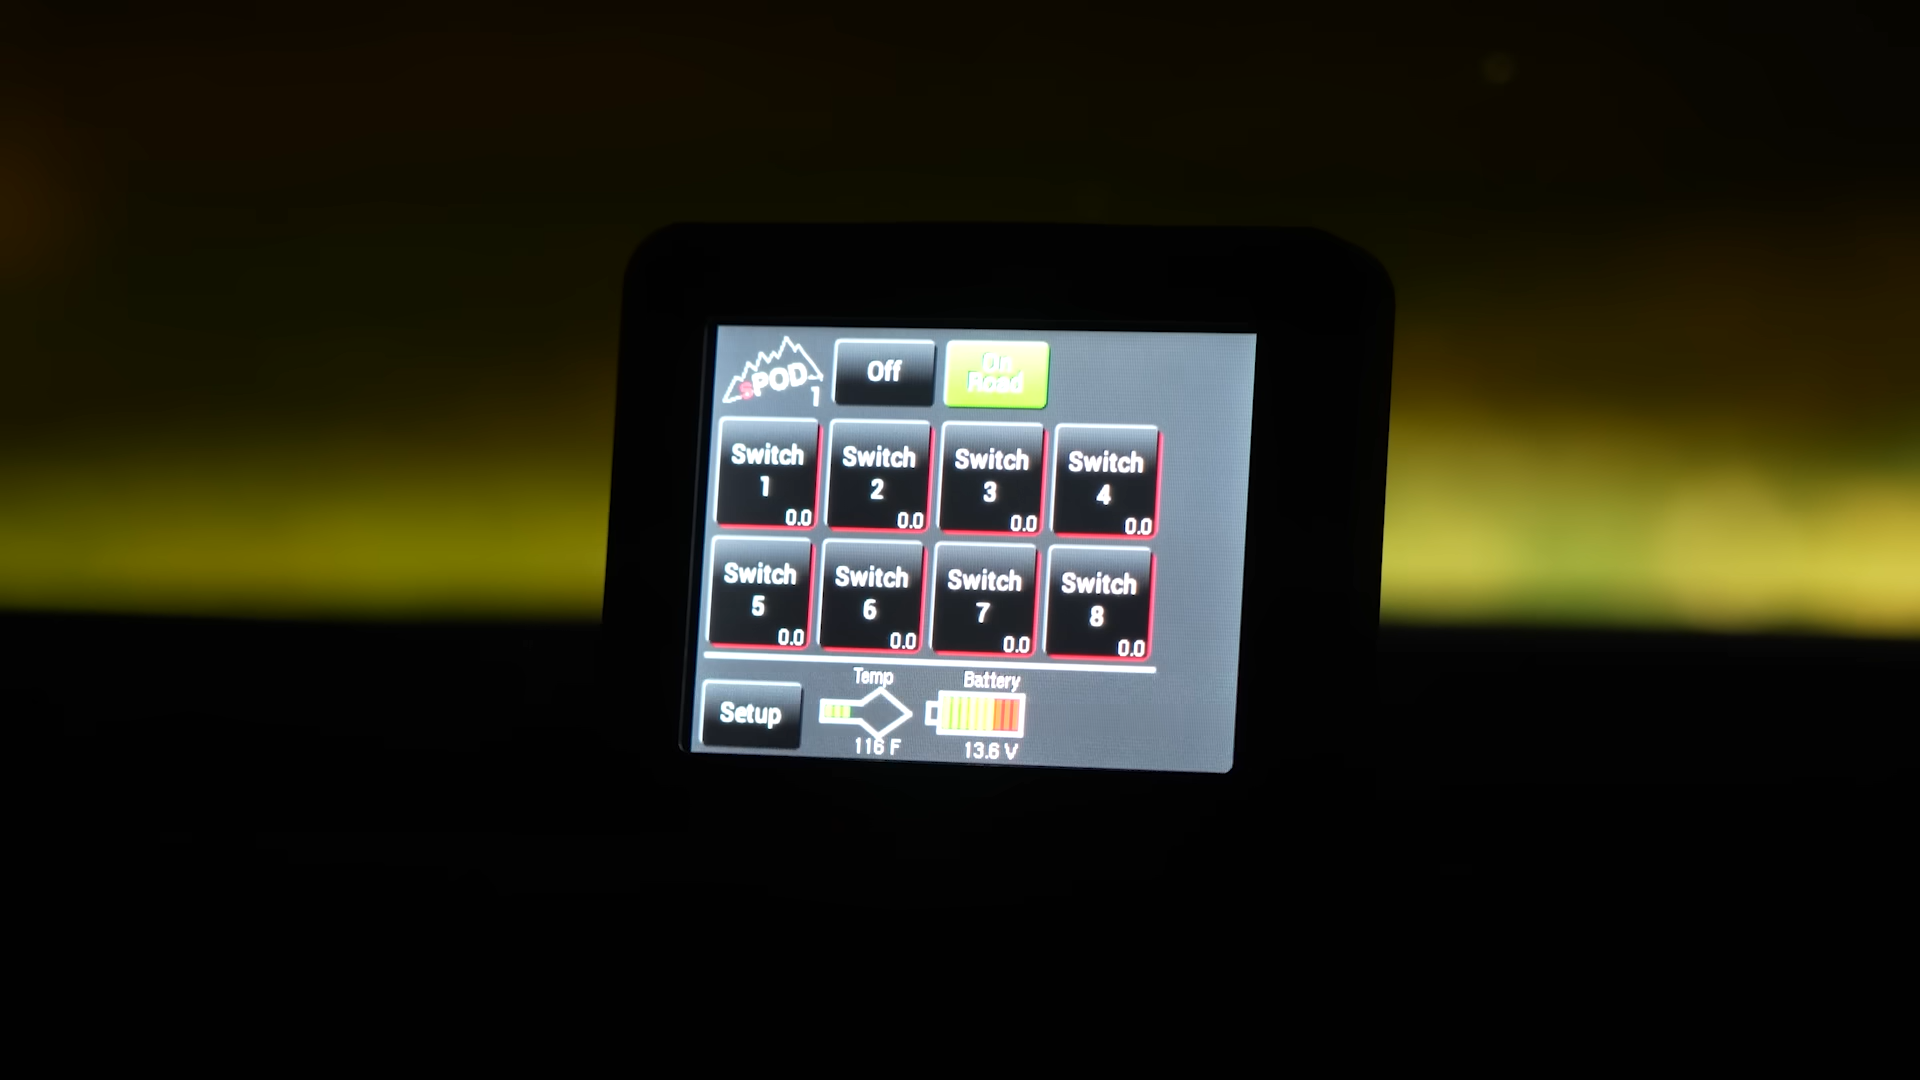 sPOD
1
Off
On
Road
Switch
1
0.0
Switch
2
0.0
Switch
3
0.0
Switch
4
0.0
Switch
5
0.0
Switch
6
0.0
Switch
7
0.0
Switch
8
0.0
Setup
Temp
116 F
Battery
13.6 V